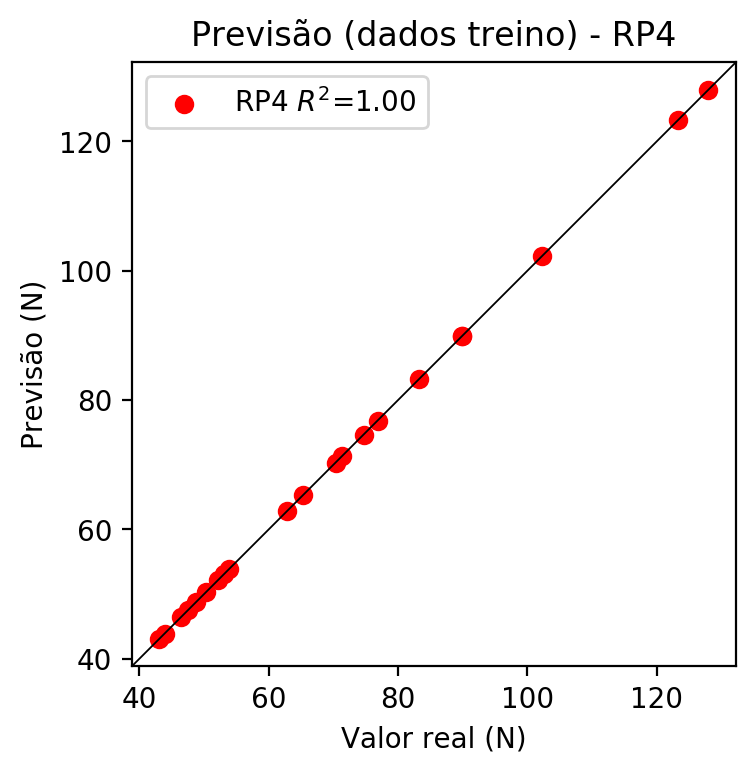 Previsão (dados treino) - RP4
RP4 R²=1.00
Previsão (N)
120
100
80
60
40
40 60 80 100 120
Valor real (N)